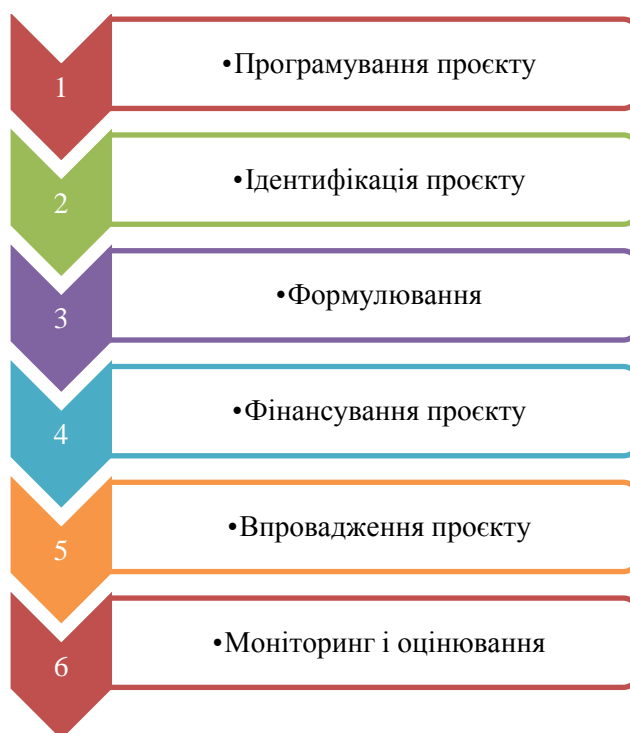 1
•Програмування проєкту
2
•Ідентифікація проєкту
3
•Формулювання
4
•Фінансування проєкту
5
•Впровадження проєкту
6
•Моніторинг і оцінювання